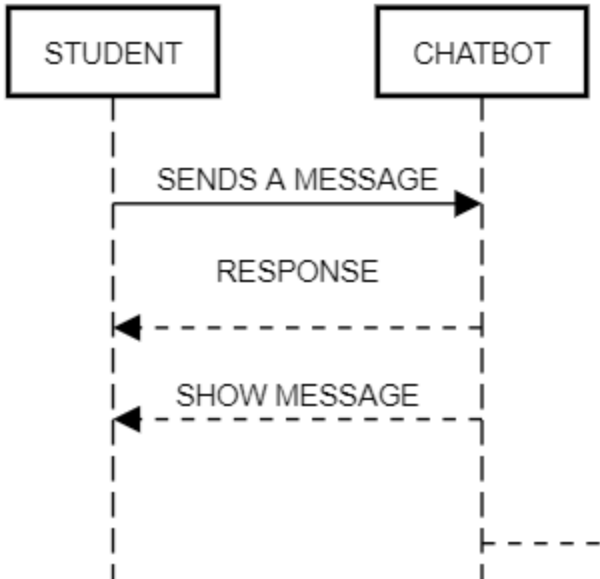 STUDENT
CHATBOT
SENDS A MESSAGE
RESPONSE
SHOW MESSAGE